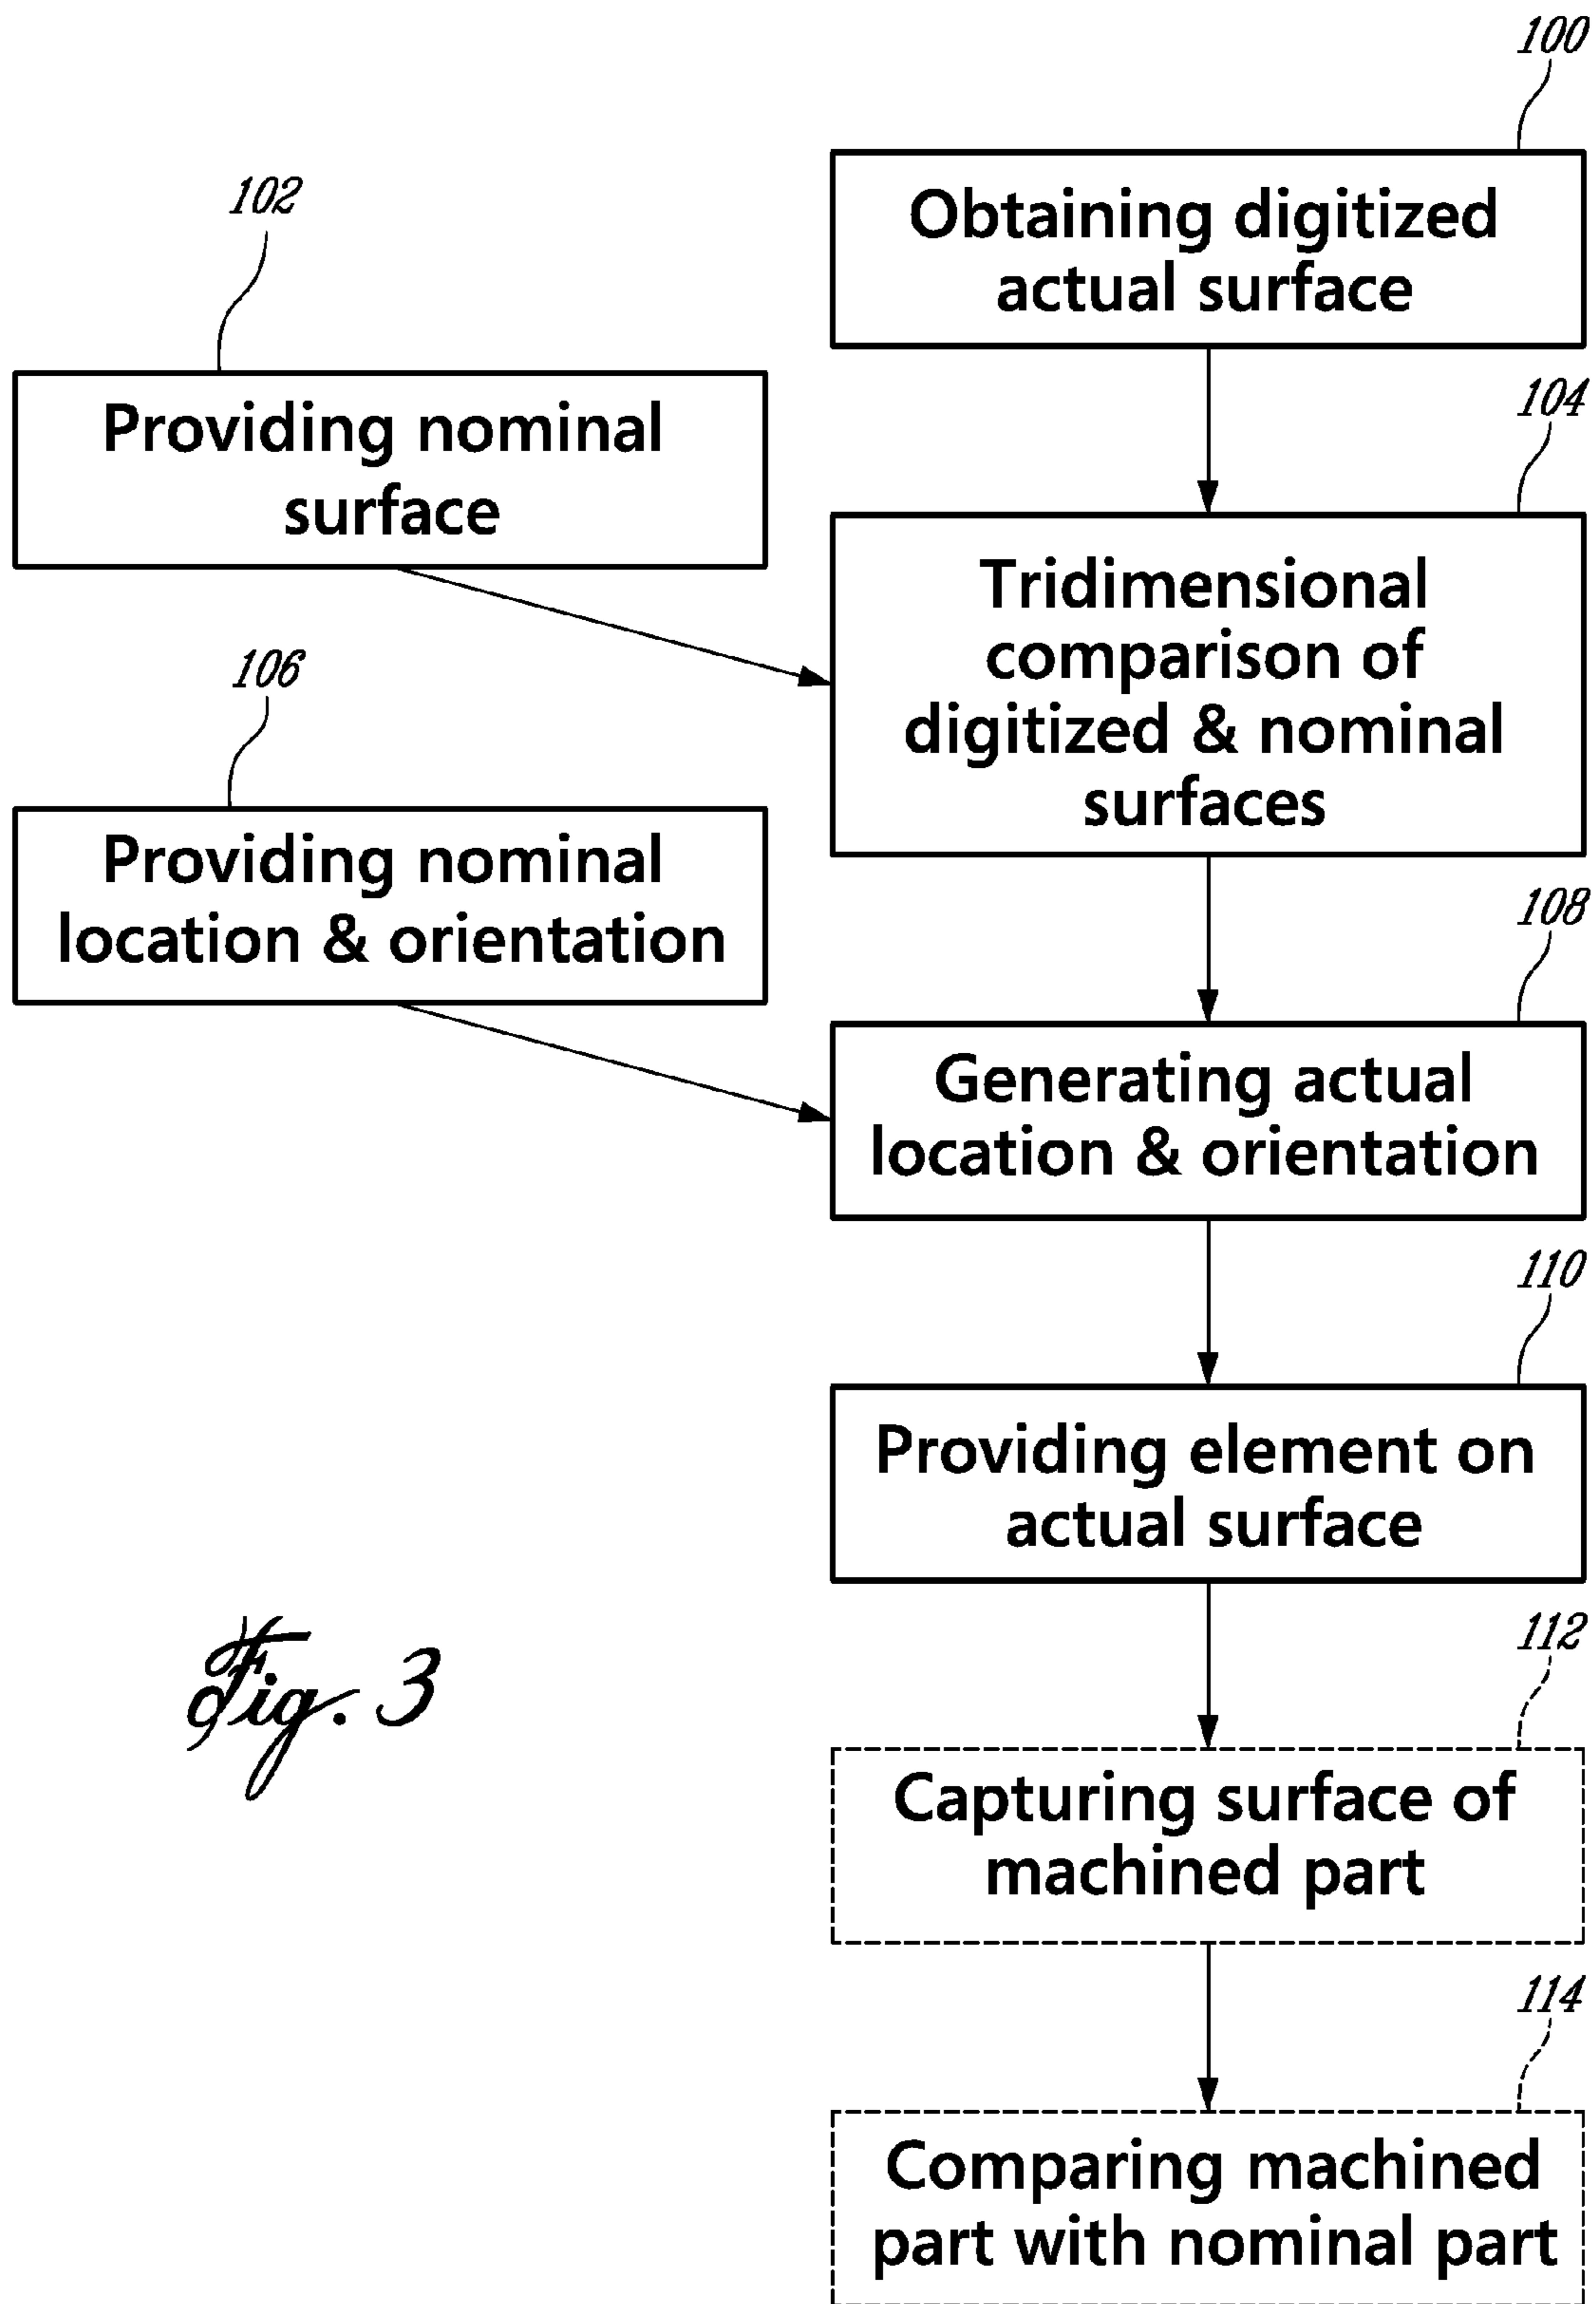 100
Obtaining digitized
actual surface
102
Providing nominal
surface
104
Tridimensional
comparison of
digitized & nominal
surfaces
106
Providing nominal
location & orientation
108
Generating actual
location & orientation
110
Providing element on
actual surface
112
Capturing surface of
machined part
114
Comparing machined
part with nominal part
Fig. 3